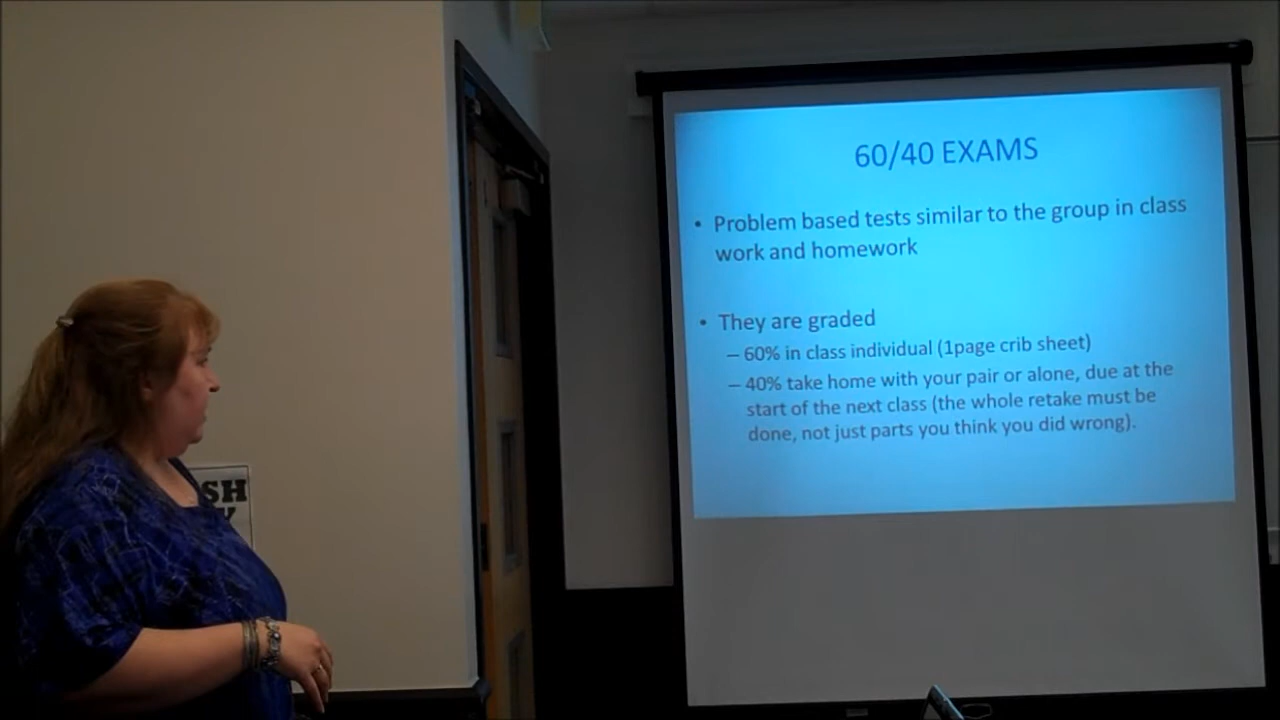 60/40 EXAMS
• Problem based tests similar to the group in class
work and homework
• They are graded
– 60% in class individual (1page crib sheet)
– 40% take home with your pair or alone, due at the
start of the next class (the whole retake must be
done, not just parts you think you did wrong).
SH